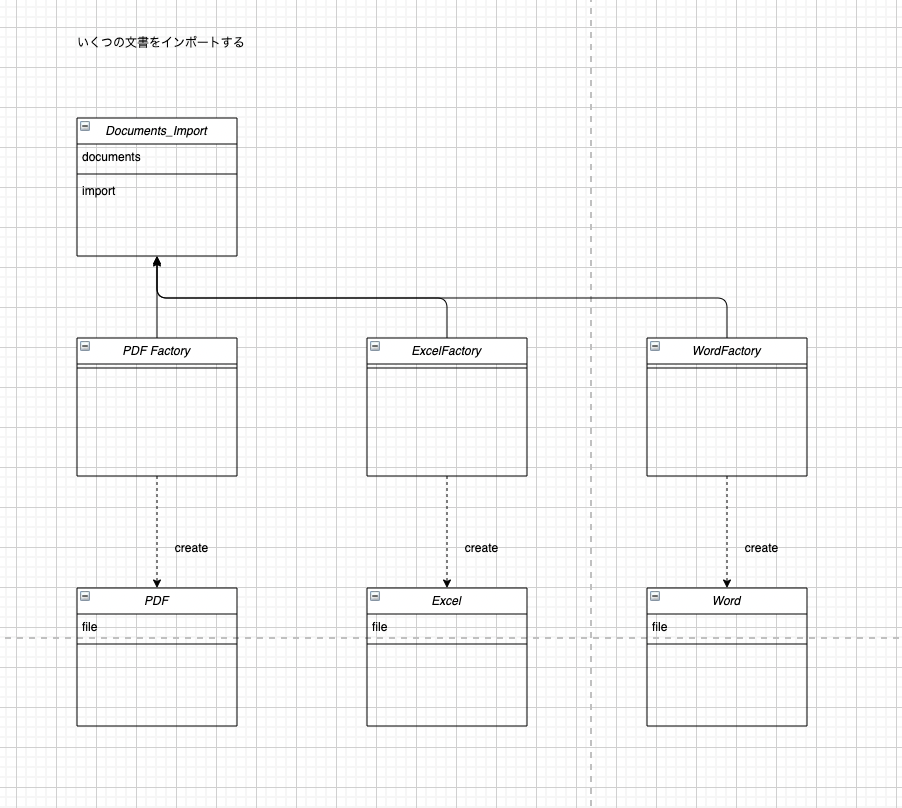 いくつの文書をインポートする
Documents_Import
documents
import
PDF Factory
ExcelFactory
WordFactory
create
create
create
PDF
Excel
Word
file
file
file